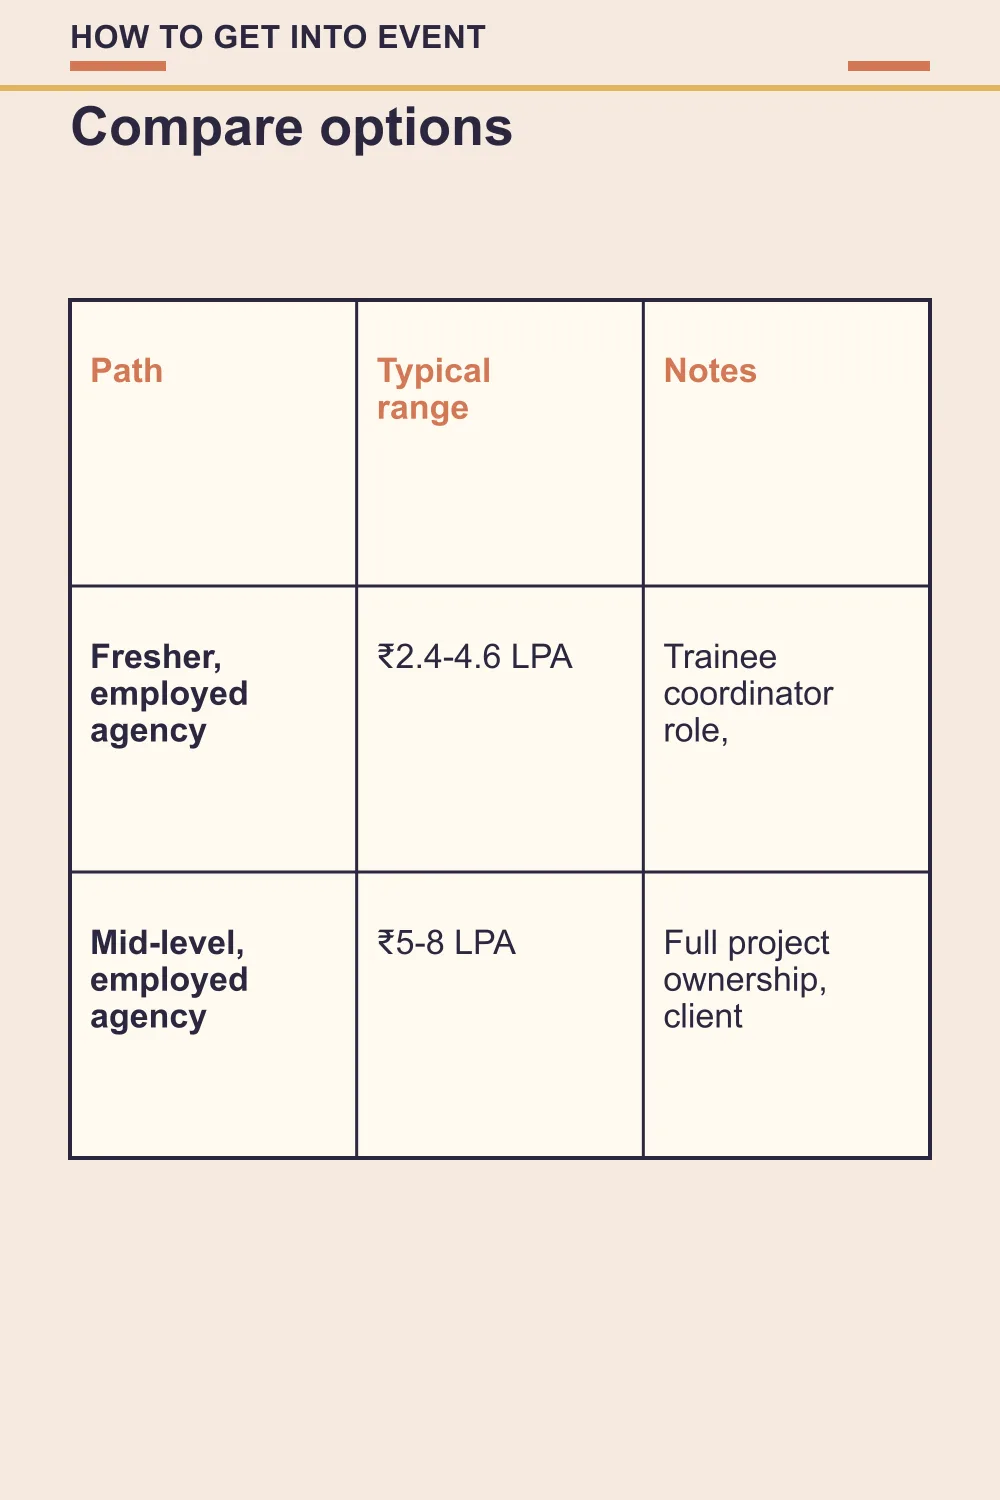 HOW TO GET INTO EVENT
Compare options
Path
Typical
range
Notes
Fresher,
employed
agency
₹2.4-4.6 LPA
Trainee
coordinator
role,
Mid-level,
employed
agency
₹5-8 LPA
Full project
ownership,
client